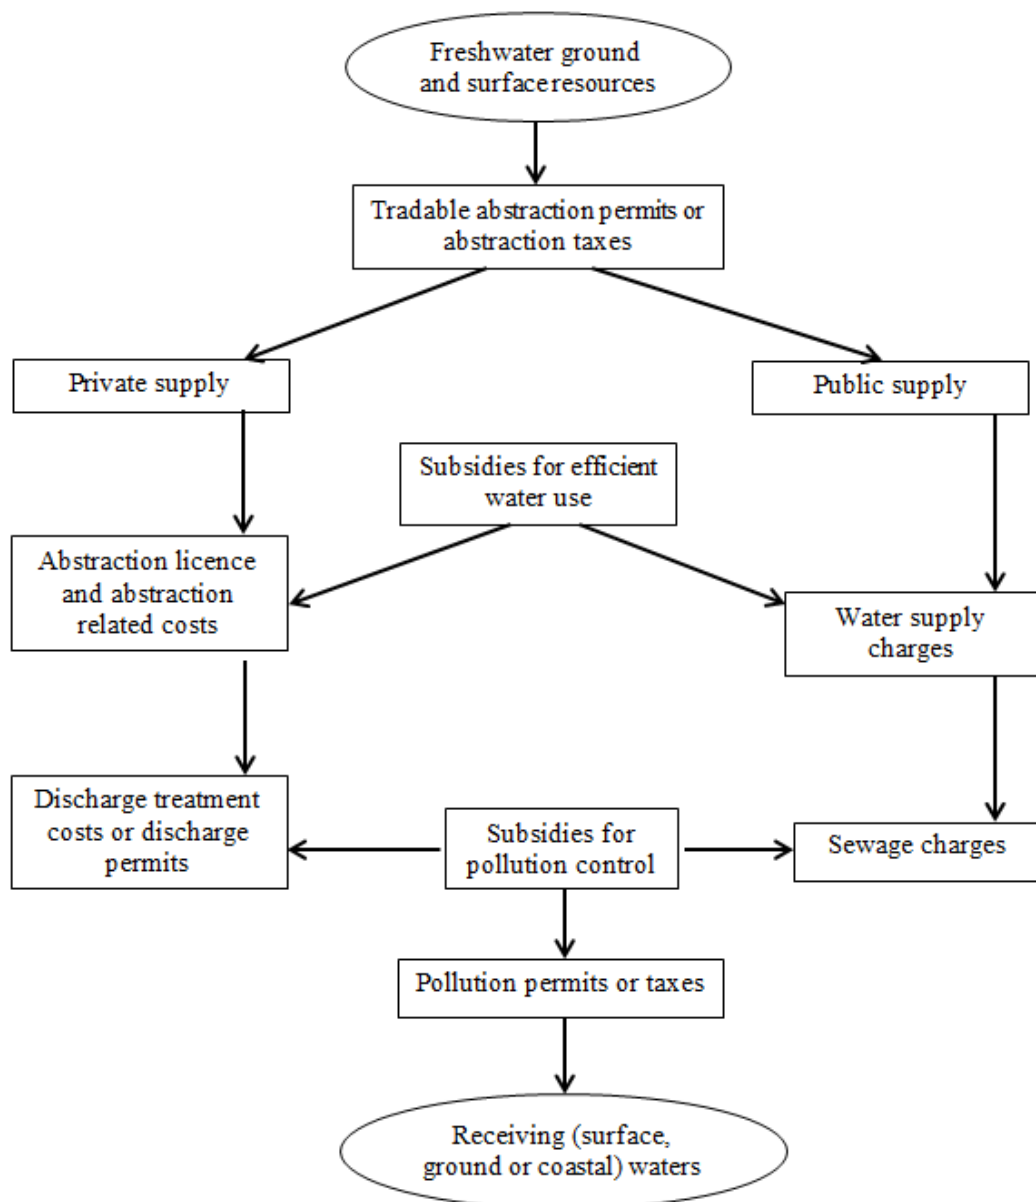 Freshwater ground
and surface resources
Tradable abstraction permits or
abstraction taxes
Private supply
Public supply
Subsidies for efficient
water use
Abstraction licence
and abstraction
related costs
Water supply
charges
Discharge treatment
costs or discharge
permits
Subsidies for
pollution control
Sewage charges
Pollution permits or taxes
Receiving (surface,
ground or coastal) waters